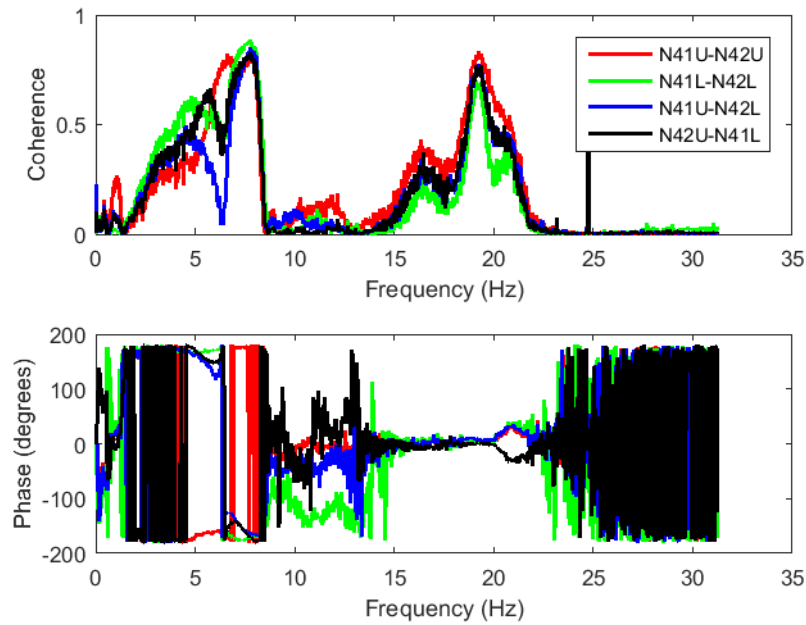 1
0.5
0
Coherence
N41U-N42U
N41L-N42L
N41U-N42L
N42U-N41L
0 5 10 15 20 25 30 35
Frequency (Hz)
200
100
0
-100
-200
Phase (degrees)
0 5 10 15 20 25 30 35
Frequency (Hz)